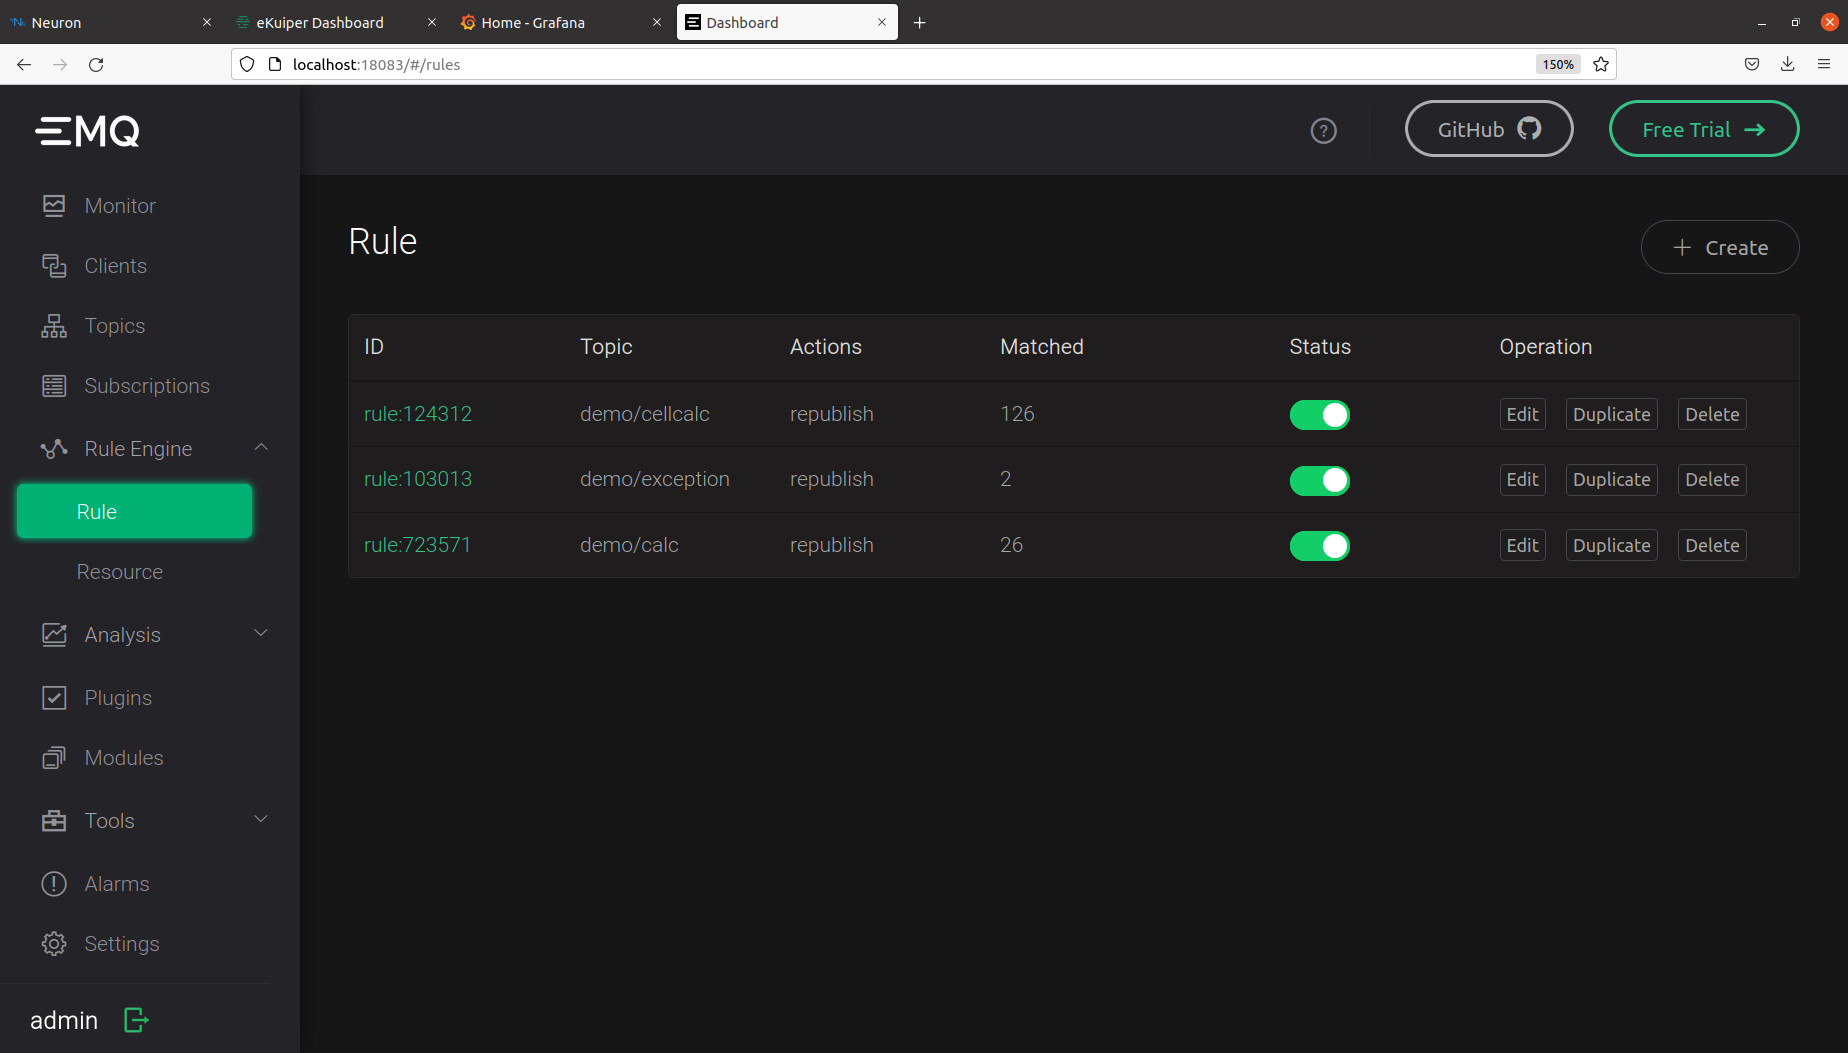 Neuron
eKuiper Dashboard
Home - Grafana
Dashboard
localhost:18083/#/rules
150%
EMQ
?
GitHub
Free Trial
Monitor
Clients
Topics
Subscriptions
Rule Engine
Rule
Resource
Analysis
Plugins
Modules
Tools
Alarms
Settings
admin
Rule
Create
ID Topic Actions Matched Status Operation
rule:124312 demo/cellcalc republish 126 Edit Duplicate Delete
rule:103013 demo/exception republish 2 Edit Duplicate Delete
rule:723571 demo/calc republish 26 Edit Duplicate Delete